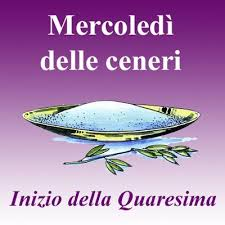 Mercoledì
delle ceneri
Inizio della Quaresima